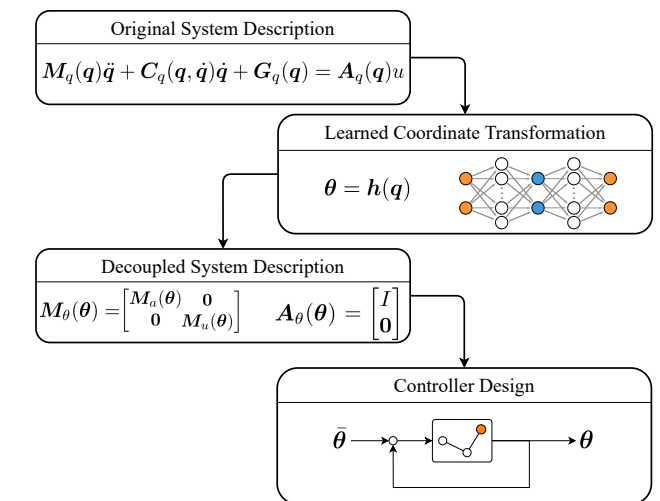 Original System Description
M_q(q)q̈ + C_q(q, q̇)q̇ + G_q(q) = A_q(q)u
Learned Coordinate Transformation
θ = h(q)
Decoupled System Description
M_θ(θ) = [M_a(θ) 0; 0 M_u(θ)]   A_θ(θ) = [I; 0]
Controller Design
θ̄ θ